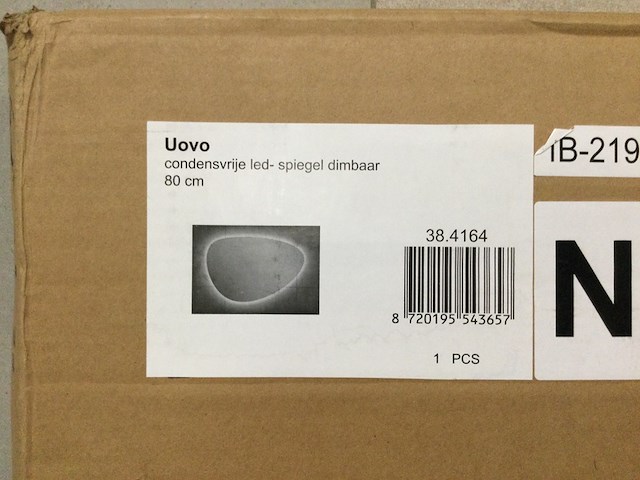 Uovo
condensvrije led- spiegel dimbaar
80 cm
38.4164
8 720195 543657
1 PCS
IB-219
N